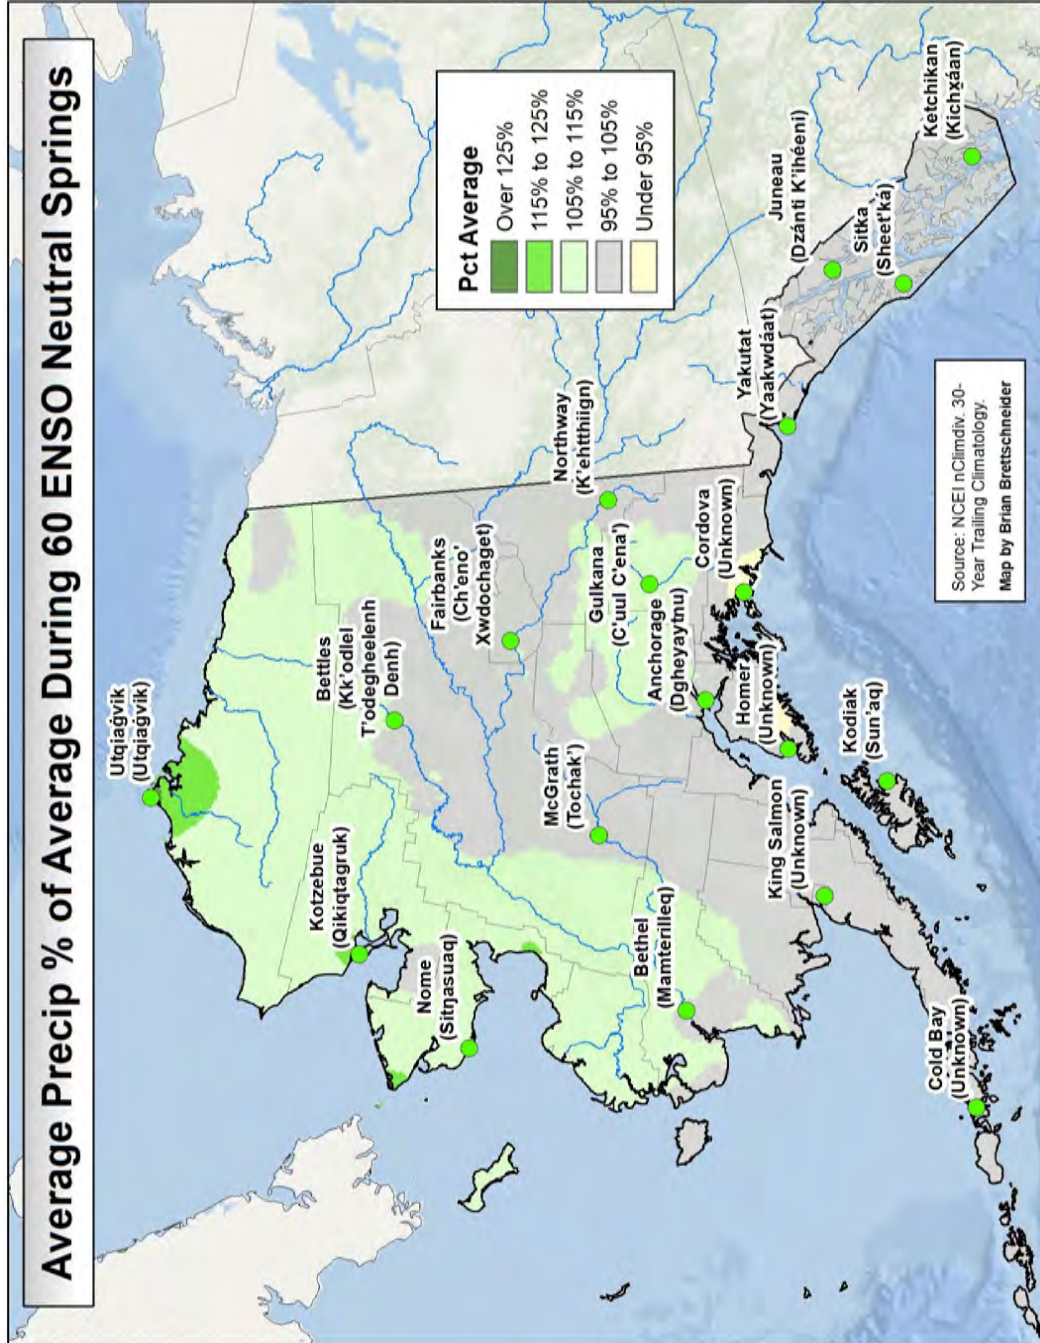 Average Precip % of Average During 60 ENSO Neutral Springs
Utqiaġvik
(Utqiaġvik)
Kotzebue
(Qikiqtagruk)
Nome
(Sitŋasuaq)
Bettles
(Kk'odlel
T'odegheelenh
Denh)
Fairbanks
(Ch'eno'
Xwdochaget)
Northway
(K'ehtthiign)
McGrath
(Tochak')
Gulkana
(C'uul C'ena')
Anchorage
(Dgheyaytnu)
Bethel
(Mamterilleq)
Cordova
(Unknown)
Homer
(Unknown)
King Salmon
(Unknown)
Kodiak
(Sun'aq)
Cold Bay
(Unknown)
Yakutat
(Yaakwdáat)
Juneau
(Dzánti K'ihéeni)
Sitka
(Sheet'ká)
Ketchikan
(Kichx̱áan)
Pct Average
Over 125%
115% to 125%
105% to 115%
95% to 105%
Under 95%
Source: NCEI nClimdiv. 30-
Year Trailing Climatology.
Map by Brian Brettschneider